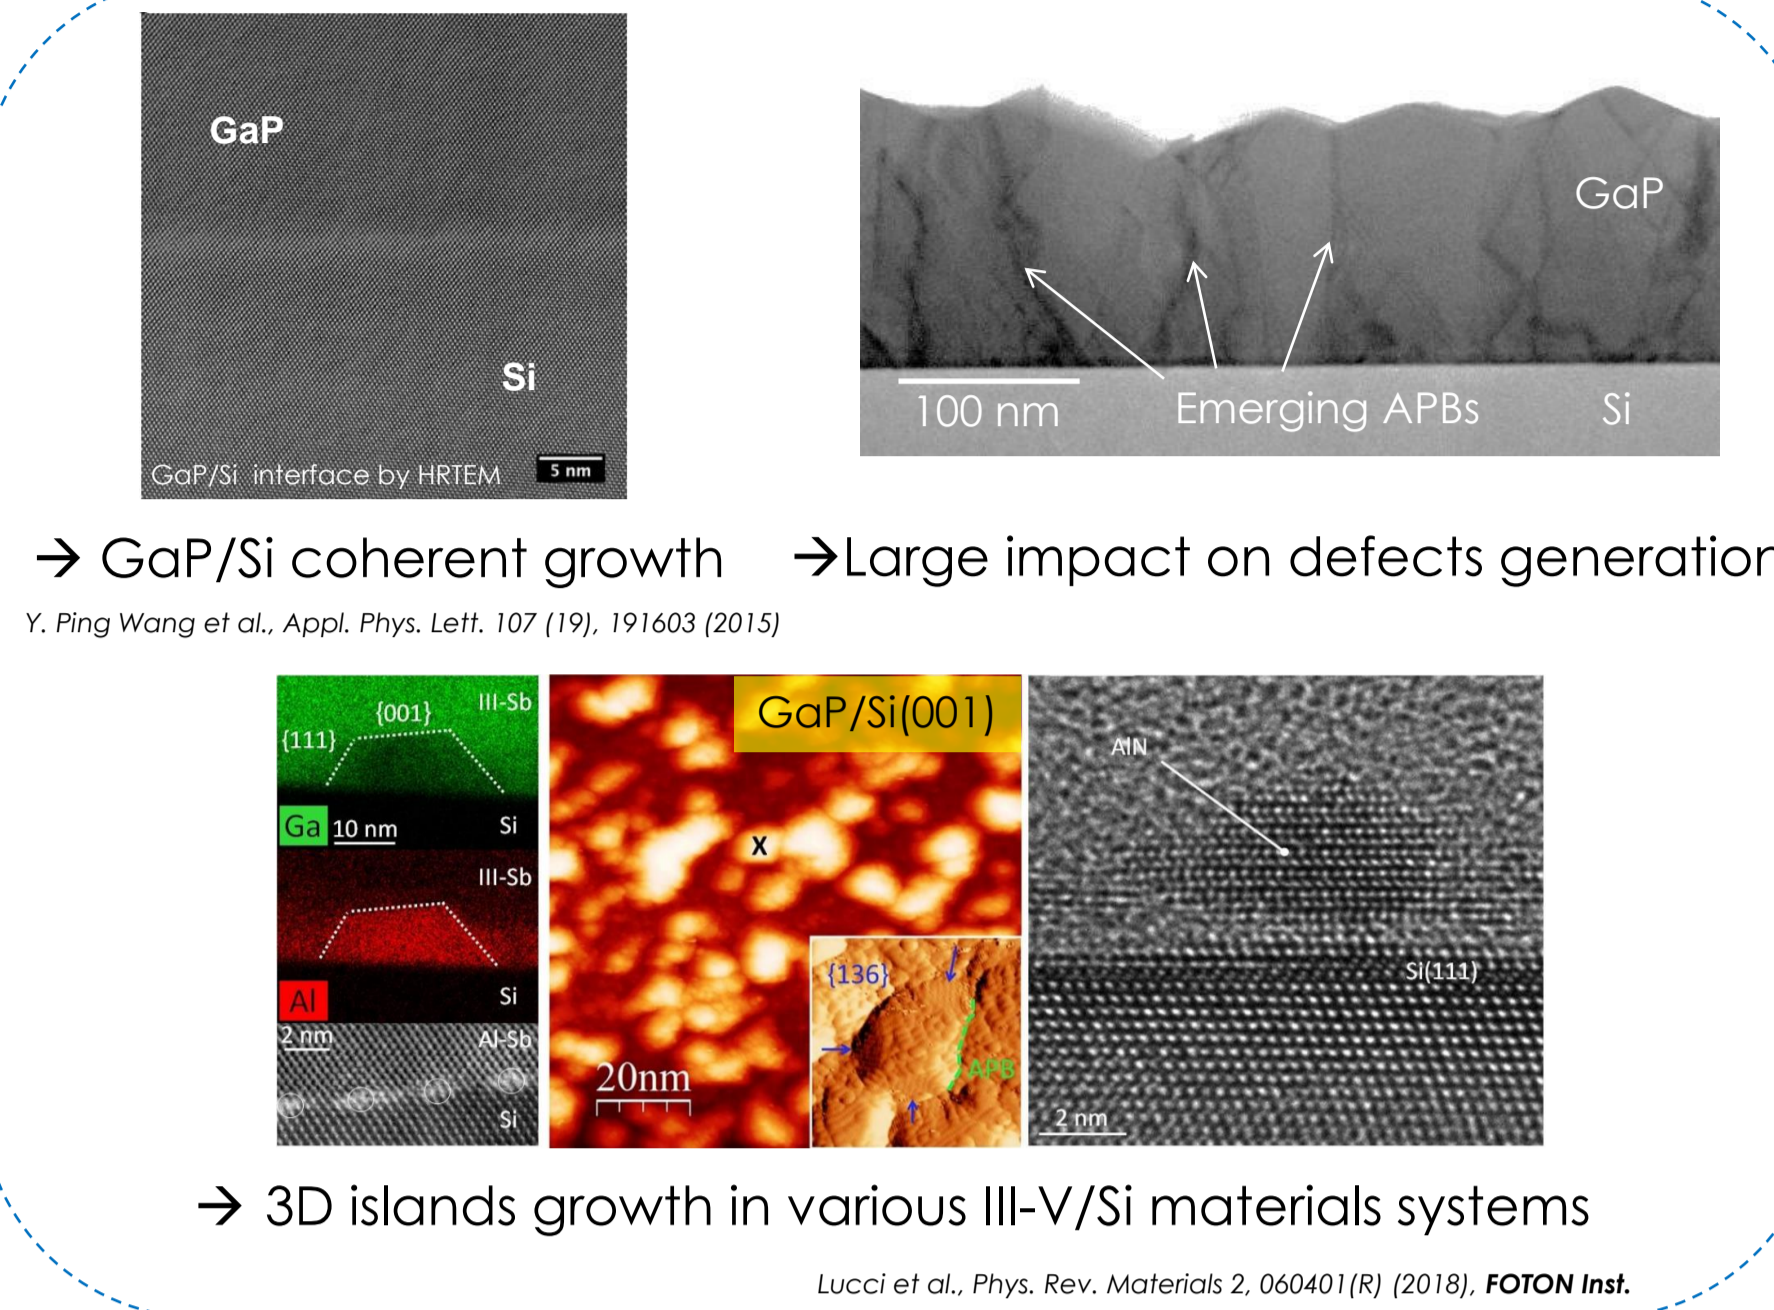 GaP
Si
GaP/Si interface by HRTEM
5 nm
GaP
100 nm
Emerging APBs
Si
→ GaP/Si coherent growth
→Large impact on defects generation
Y. Ping Wang et al., Appl. Phys. Lett. 107 (19), 191603 (2015)
III-Sb
{001}
{111}
Ga
10 nm
Si
III-Sb
Al
Si
2 nm
Al-Sb
Si
GaP/Si(001)
X
20nm
{136}
APB
AlN
Si(111)
2 nm
→ 3D islands growth in various III-V/Si materials systems
Lucci et al., Phys. Rev. Materials 2, 060401(R) (2018), FOTON Inst.